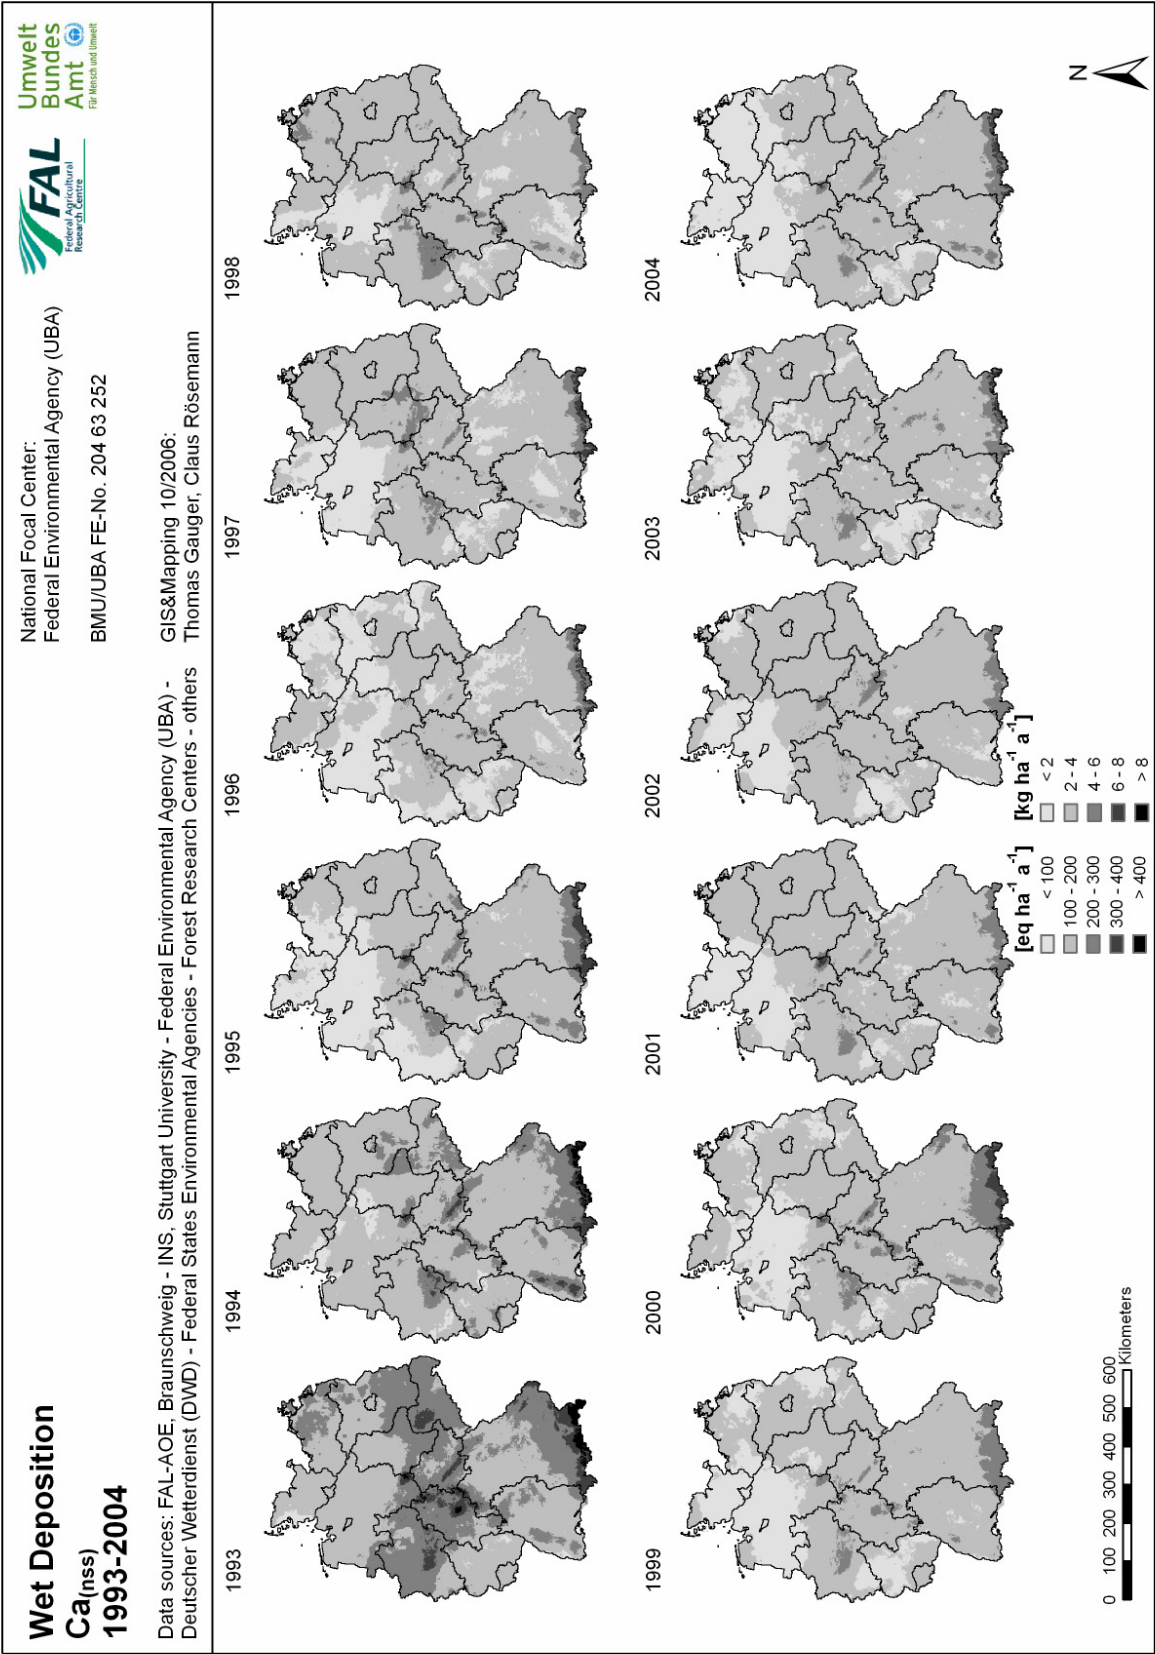 Wet Deposition
Ca(nss)
1993-2004
National Focal Center:
Federal Environmental Agency (UBA)
BMU/UBA FE-No. 204 63 252
FAL
Federal Agricultural
Research Centre
Umwelt
Bundes
Amt
Für Mensch und Umwelt
Data sources: FAL-AOE, Braunschweig - INS, Stuttgart University - Federal Environmental Agency (UBA) -
Deutscher Wetterdienst (DWD) - Federal States Environmental Agencies - Forest Research Centers - others
GIS&Mapping 10/2006:
Thomas Gauger, Claus Rösemann
1993
1994
1995
1996
1997
1998
1999
2000
2001
2002
2003
2004
0 100 200 300 400 500 600
Kilometers
[eq ha⁻¹ a⁻¹] [kg ha⁻¹ a⁻¹]
< 100 < 2
100 - 200 2 - 4
200 - 300 4 - 6
300 - 400 6 - 8
> 400 > 8
N